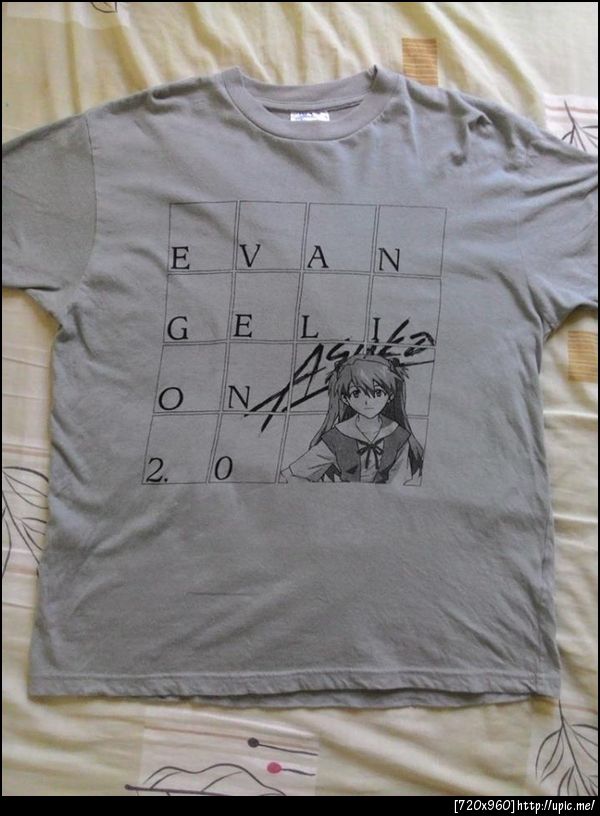 E V A N
G E L I
O N Asuka
2. 0
[720x960]http://upic.me/